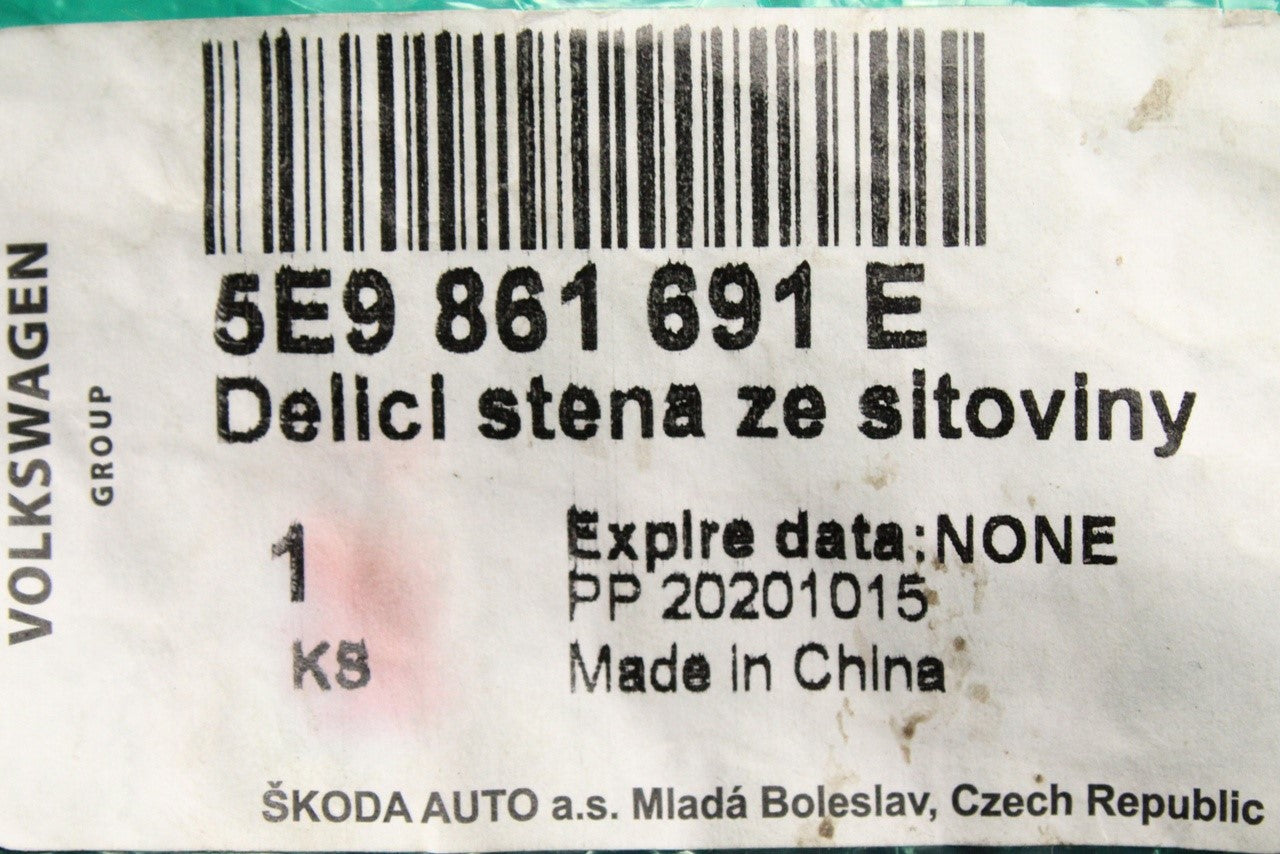 VOLKSWAGEN
GROUP
5E9 861 691 E
Delici stena ze sitoviny
1
KS
Expire data:NONE
PP 20201015
Made in China
ŠKODA AUTO a.s. Mladá Boleslav, Czech Republic